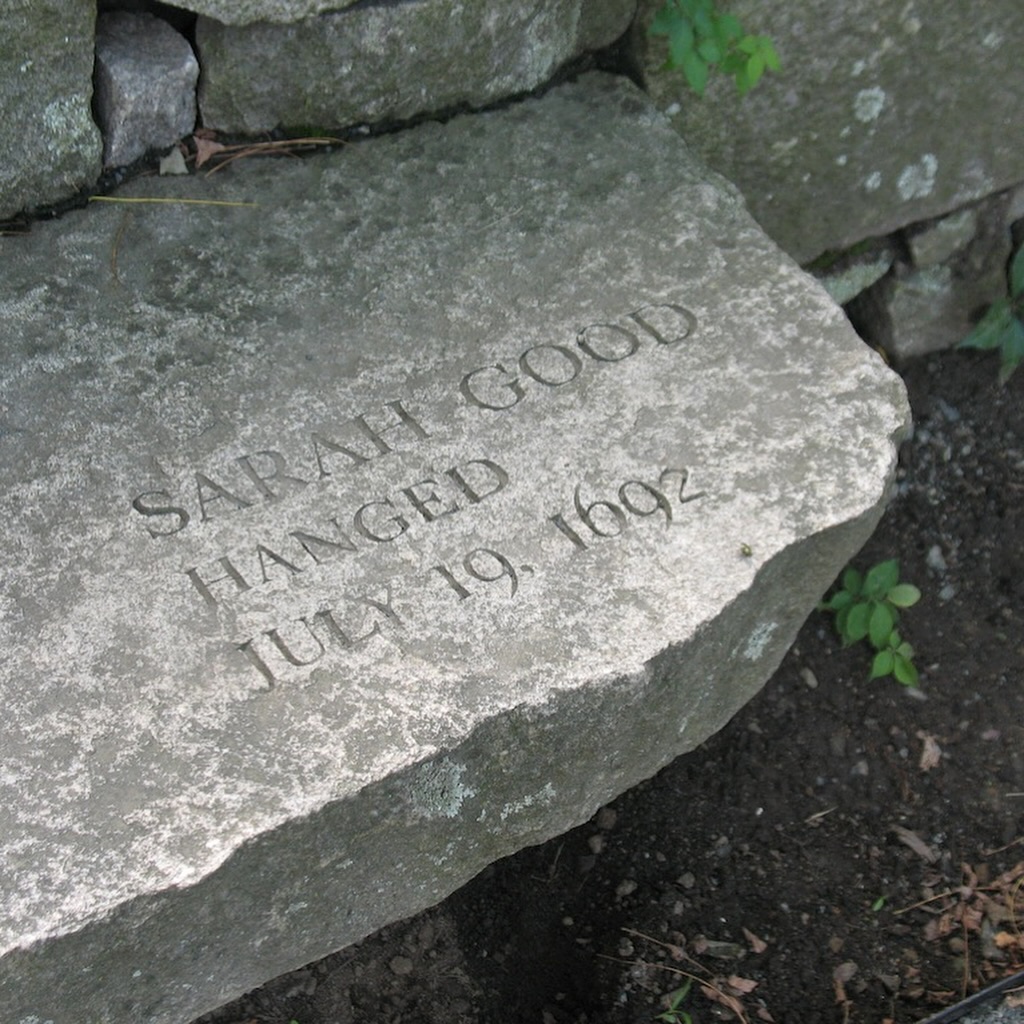 SARAH GOOD
HANGED
JULY 19, 1692